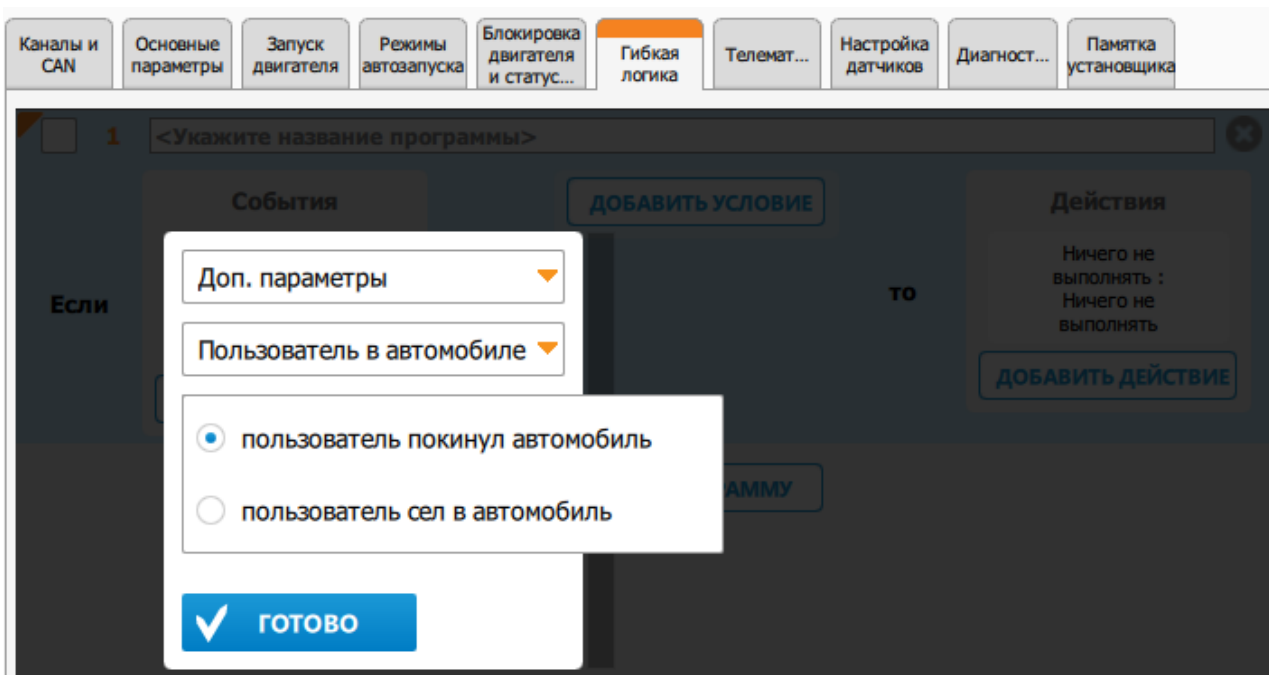 Каналы и
CAN
Основные
параметры
Запуск
двигателя
Режимы
автозапуска
Блокировка
двигателя
и статус...
Гибкая
логика
Телемат...
Настройка
датчиков
Диагност...
Памятка
установщика
1
<Укажите название программы>
События
ДОБАВИТЬ УСЛОВИЕ
Действия
Если
Доп. параметры
Пользователь в автомобиле
то
Ничего не
выполнять :
Ничего не
выполнять
ДОБАВИТЬ ДЕЙСТВИЕ
пользователь покинул автомобиль
пользователь сел в автомобиль
АММУ
ГОТОВО